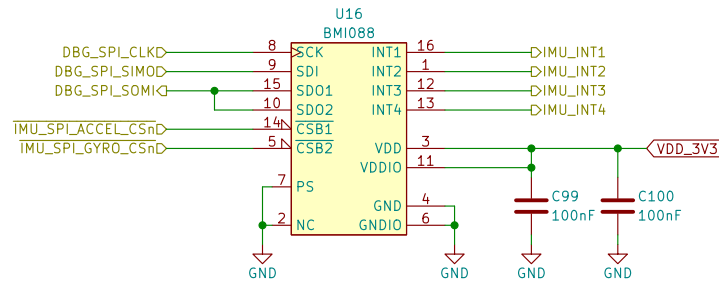 U16
BMI088
DBG_SPI_CLK 8 SCK INT1 16 IMU_INT1
DBG_SPI_SIMO 9 SDI INT2 1 IMU_INT2
DBG_SPI_SOMI 15 SDO1 INT3 12 IMU_INT3
10 SDO2 INT4 13 IMU_INT4
IMU_SPI_ACCEL_CSn 14 CSB1
IMU_SPI_GYRO_CSn 5 CSB2 VDD 3 VDD_3V3
VDDIO 11
7 PS
GND 4 C99 C100
2 NC GNDIO 6 100nF 100nF
GND GND GND GND